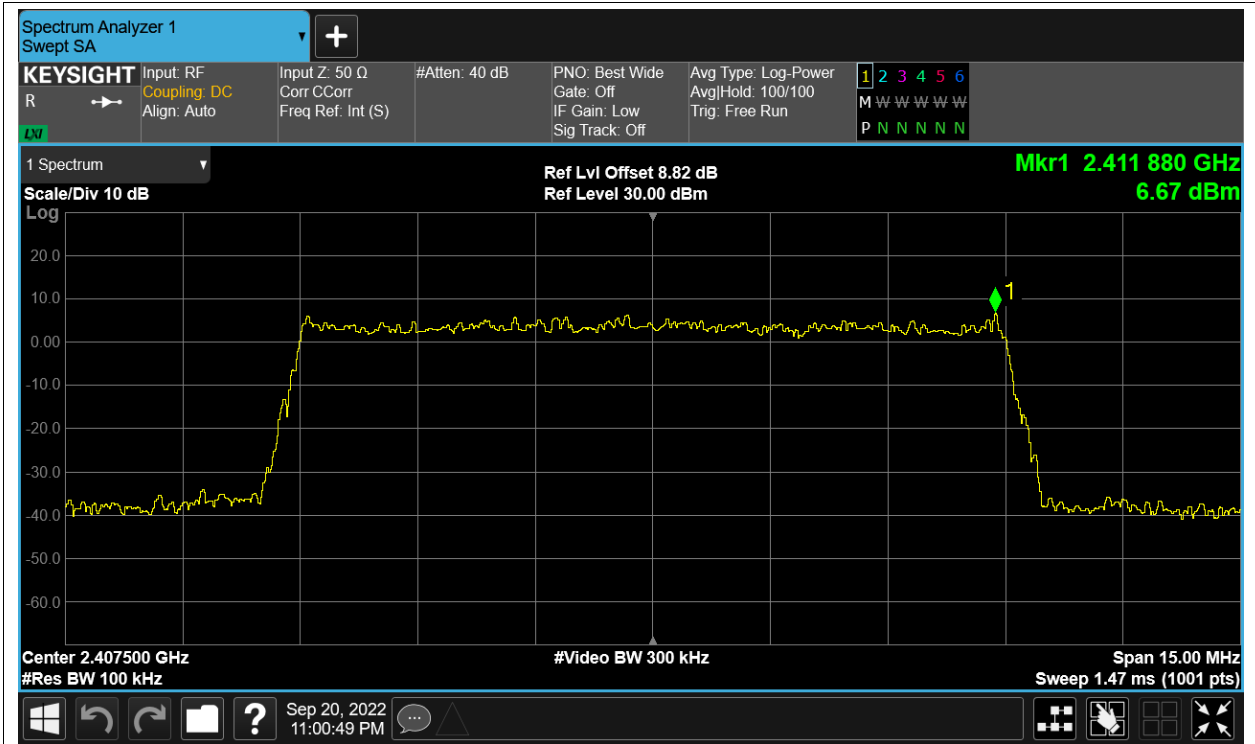 Spectrum Analyzer 1
Swept SA
+
KEYSIGHT
R
LXI
Input: RF
Coupling: DC
Align: Auto
Input Z: 50 Ω
Corr CCorr
Freq Ref: Int (S)
#Atten: 40 dB
PNO: Best Wide
Gate: Off
IF Gain: Low
Sig Track: Off
Avg Type: Log-Power
Avg|Hold: 100/100
Trig: Free Run
1 2 3 4 5 6
M W W W W W
P N N N N N
1 Spectrum
Scale/Div 10 dB
Log
Ref Lvl Offset 8.82 dB
Ref Level 30.00 dBm
Mkr1 2.411 880 GHz
6.67 dBm
20.0
10.0
0.00
-10.0
-20.0
-30.0
-40.0
-50.0
-60.0
1
Center 2.407500 GHz
#Res BW 100 kHz
#Video BW 300 kHz
Span 15.00 MHz
Sweep 1.47 ms (1001 pts)
?
Sep 20, 2022
11:00:49 PM